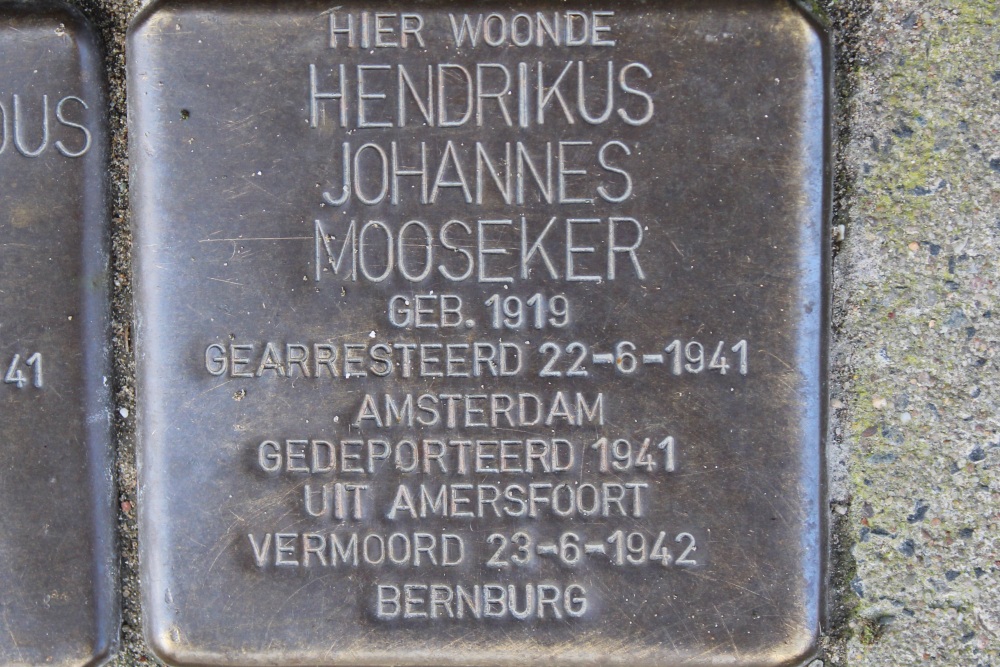 HIER WOONDE
HENDRIKUS
JOHANNES
MOOSEKER
GEB. 1919
GEARRESTEERD 22-6-1941
AMSTERDAM
GEDEPORTEERD 1941
UIT AMERSFOORT
VERMOORD 23-6-1942
BERNBURG